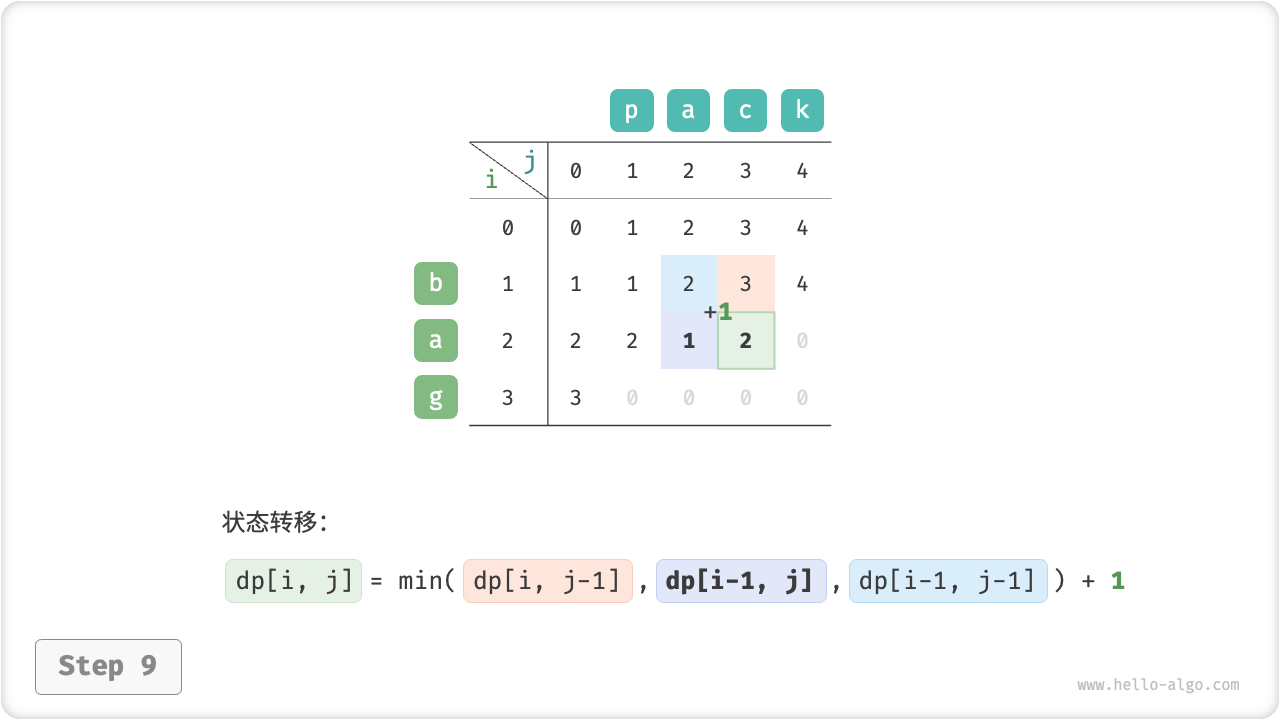 p a c k
j
i
0 1 2 3 4
0 0 1 2 3 4
b 1 1 1 2 3 4
+1
a 2 2 2 1 2 0
g 3 3 0 0 0 0
状态转移：
dp[i, j] = min( dp[i, j-1] , dp[i-1, j] , dp[i-1, j-1] ) + 1
Step 9
www.hello-algo.com